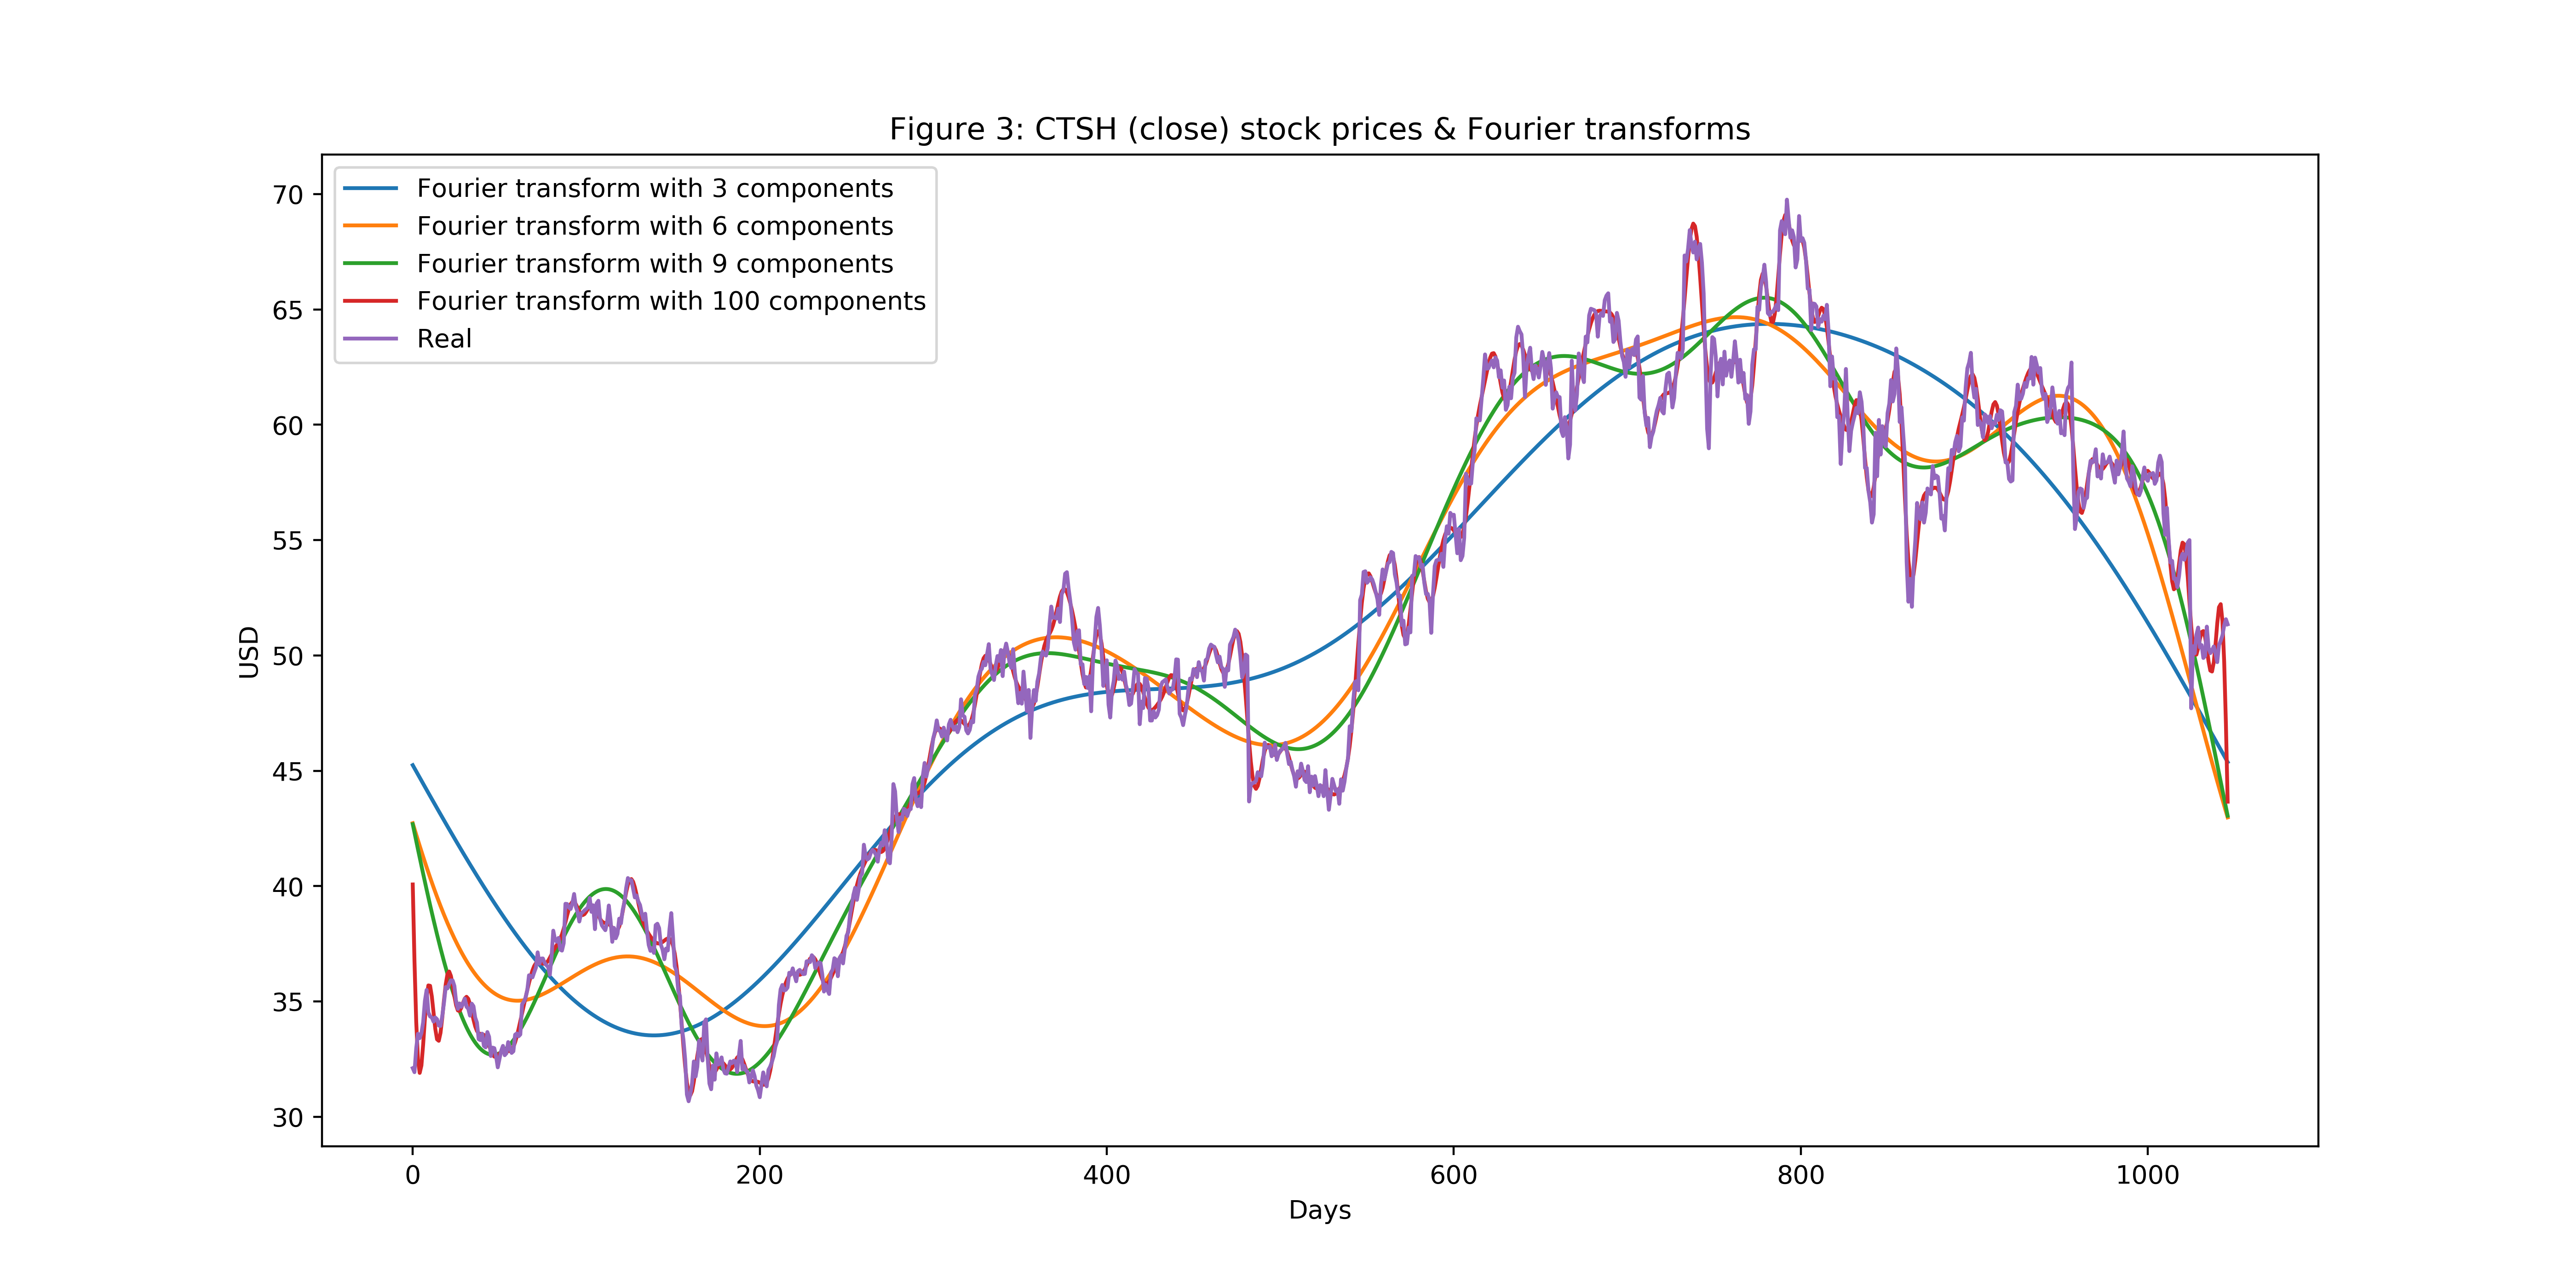 Figure 3: CTSH (close) stock prices & Fourier transforms
Fourier transform with 3 components
Fourier transform with 6 components
Fourier transform with 9 components
Fourier transform with 100 components
Real
70
65
60
55
50
45
40
35
30
USD
0 200 400 600 800 1000
Days